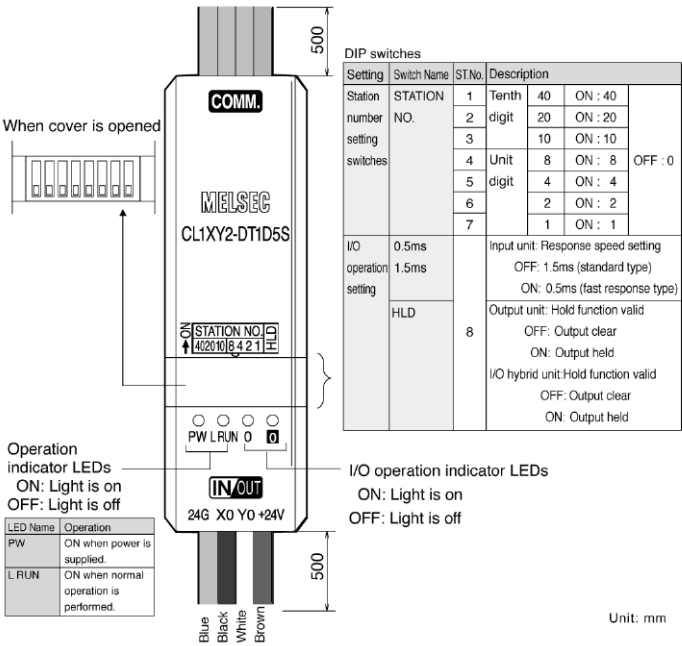 500
DIP switches
Setting Switch Name ST.No. Description
Station number setting switches STATION NO. 1 Tenth digit 40 ON : 40 OFF : 0
2 20 ON : 20
3 10 ON : 10
4 Unit digit 8 ON : 8
5 4 ON : 4
6 2 ON : 2
7 1 ON : 1
I/O operation setting 0.5ms 1.5ms 8 Input unit: Response speed setting
OFF: 1.5ms (standard type)
ON: 0.5ms (fast response type)
HLD Output unit: Hold function valid
OFF: Output clear
ON: Output held
I/O hybrid unit:Hold function valid
OFF: Output clear
ON: Output held
COMM.
When cover is opened
MELSEC
CL1XY2-DT1D5S
ON STATION NO. HLD
402010 8 4 2 1
PW L RUN 0 0
Operation
indicator LEDs
ON: Light is on
OFF: Light is off
I/O operation indicator LEDs
ON: Light is on
OFF: Light is off
IN/OUT
24G X0 Y0 +24V
LED Name Operation
PW ON when power is
supplied.
L RUN ON when normal
operation is
performed.
500
Blue
Black
White
Brown
Unit: mm